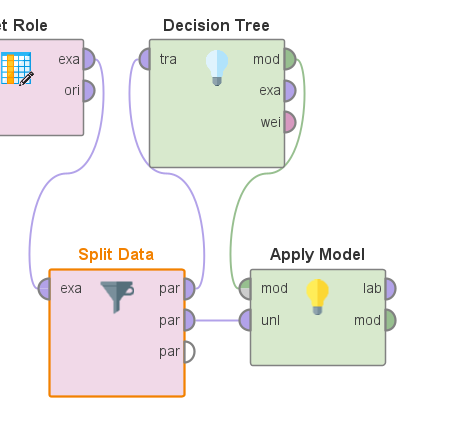 t Role
exa
ori
Decision Tree
tra mod
exa
wei
Split Data
exa par
par
par
Apply Model
mod lab
unl mod